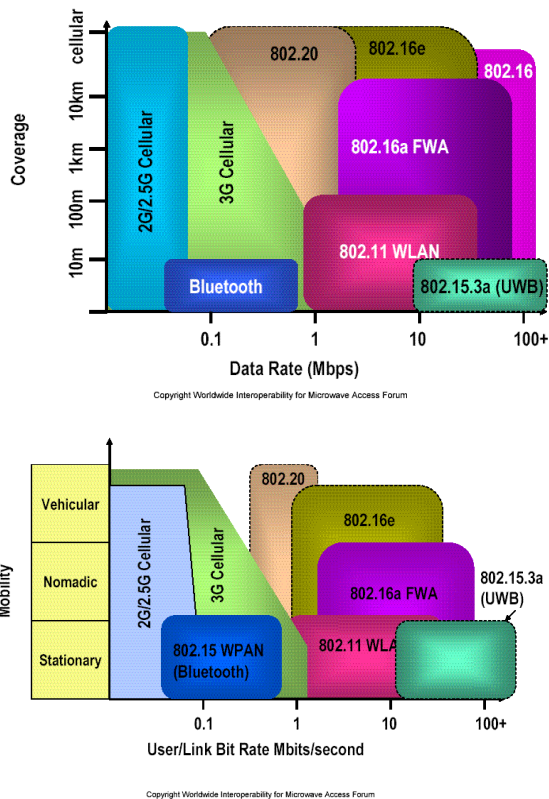 cellular
10km
1km
100m
10m
Coverage
2G/2.5G Cellular
3G Cellular
802.20
802.16e
802.16
802.16a FWA
802.11 WLAN
Bluetooth
802.15.3a (UWB)
0.1
1
10
100+
Data Rate (Mbps)
Copyright Worldwide Interoperability for Microwave Access Forum
Mobility
Vehicular
Nomadic
Stationary
2G/2.5G Cellular
3G Cellular
802.20
802.16e
802.16a FWA
802.15.3a
(UWB)
802.15 WPAN
(Bluetooth)
802.11 WLA
0.1
1
10
100+
User/Link Bit Rate Mbits/second
Copyright Worldwide Interoperability for Microwave Access Forum